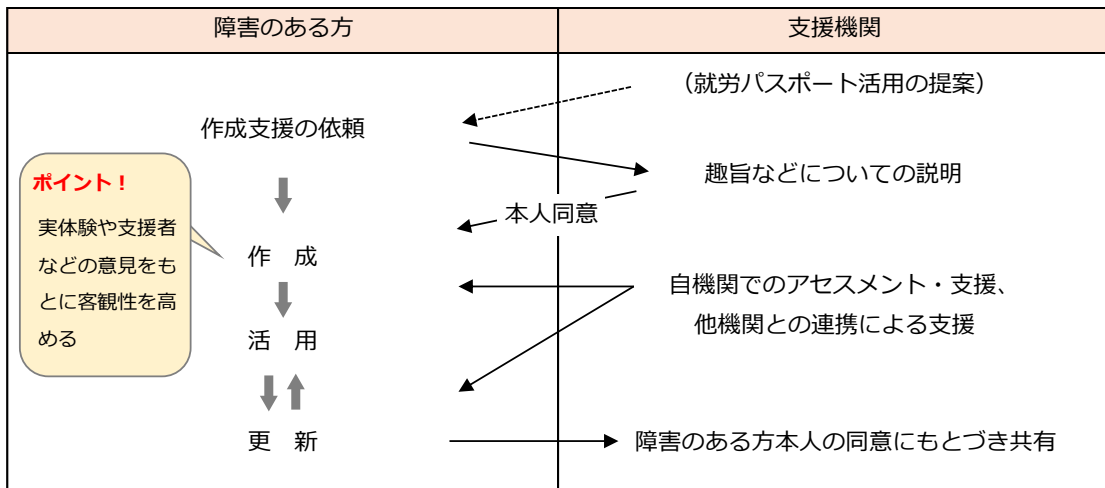 障害のある方
支援機関
(就労パスポート活用の提案)
作成支援の依頼
趣旨などについての説明
本人同意
ポイント！
実体験や支援者
などの意見をも
とに客観性を高
める
作　成
自機関でのアセスメント・支援、
他機関との連携による支援
活　用
更　新
障害のある方本人の同意にもとづき共有